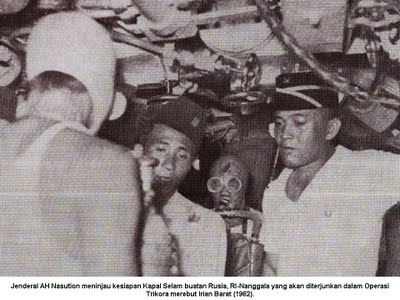 Jenderal AH Nasution meninjau kesiapan Kapal Selam buatan Rusia, RI-Nanggala yang akan diterjunkan dalam Operasi
Trikora merebut Irian Barat (1962).